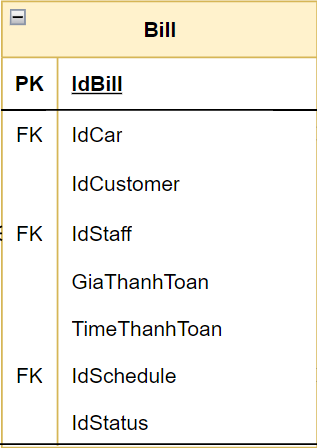 Bill
PK IdBill
FK IdCar
IdCustomer
FK IdStaff
GiaThanhToan
TimeThanhToan
FK IdSchedule
IdStatus